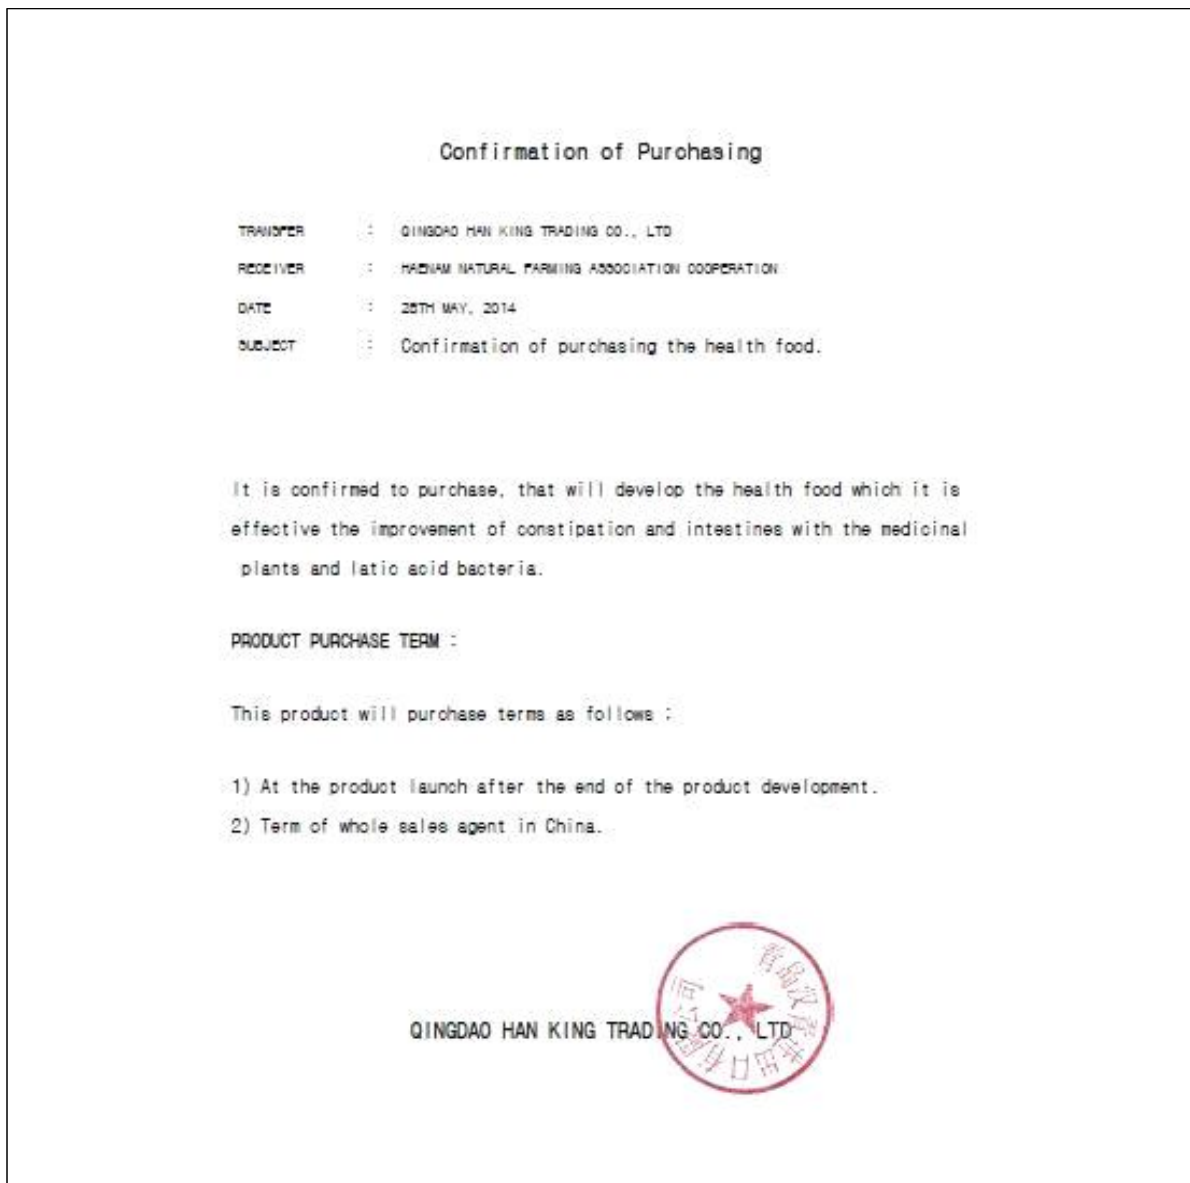 Confirmation of Purchasing
TRANSFER : QINGDAO HAN KING TRADING CO., LTD
RECEIVER : HAENAM NATURAL FARMING ASSOCIATION COOPERATION
DATE : MAY, 2014
SUBJECT : Confirmation of purchasing the health food.
It is confirmed to purchase, that will develop the health food which it is
effective the improvement of constipation and intestines with the medicinal
plants and latic acid bacteria.
PRODUCT PURCHASE TERM :
This product will purchase terms as follows :
1) At the product launch after the end of the product development.
2) Term of whole sales agent in China.
QINGDAO HAN KING TRADING CO., LTD